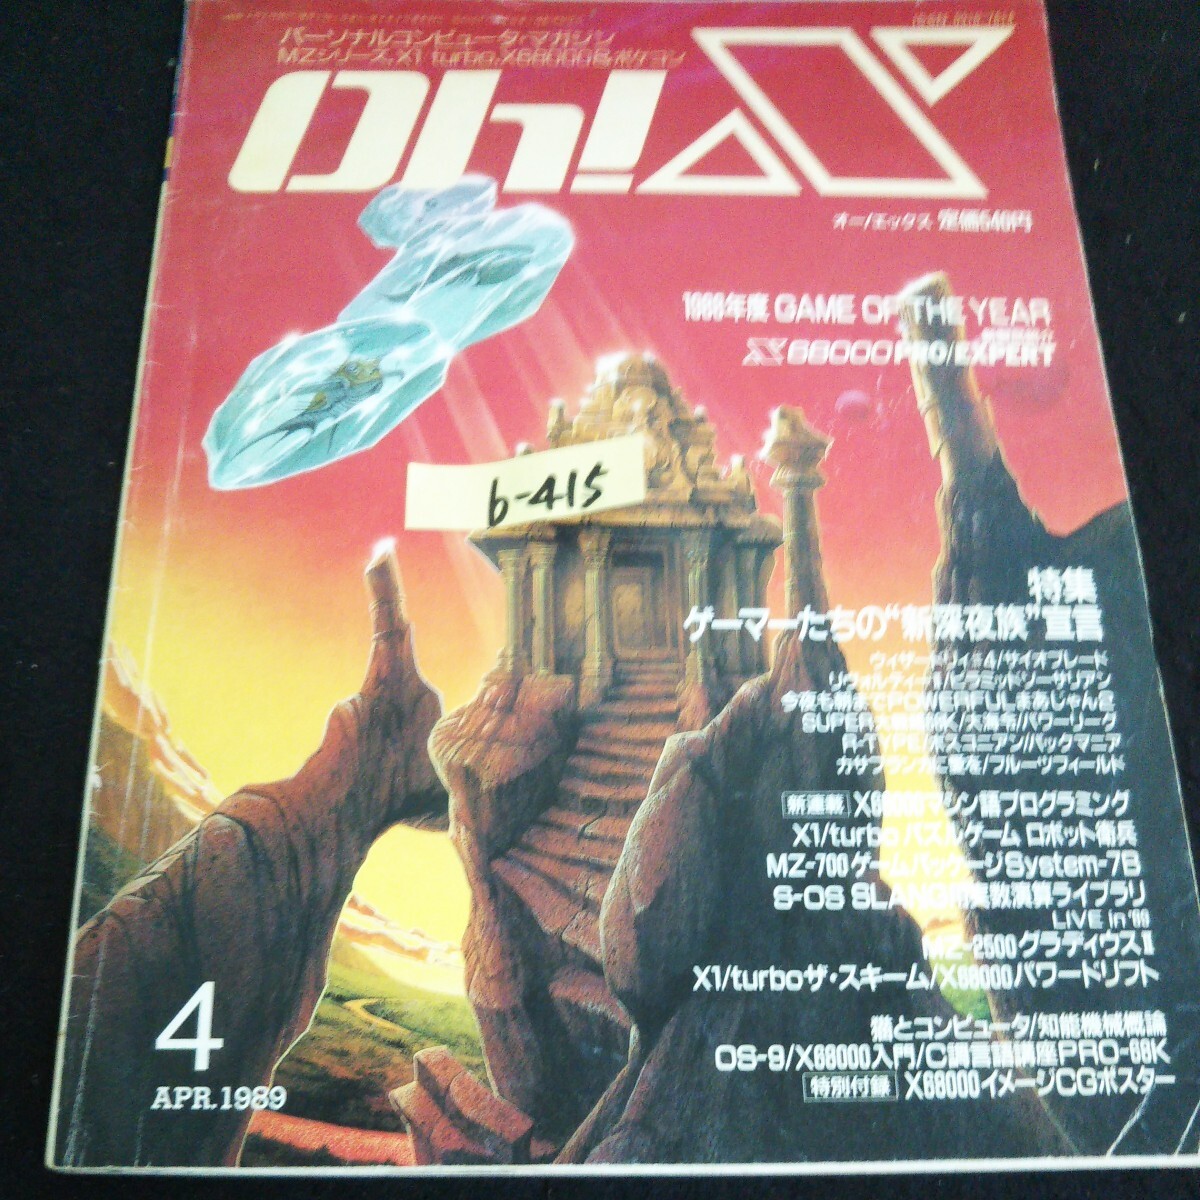 パーソナルコンピュータ・マガジン
MZシリーズ,X1 turbo,X68000&ポケコン
Oh!X
オー!エックス 定価540円
1988年度 GAME OF THE YEAR
X68000 PRO/EXPERT
b-415
特集
ゲーマーたちの"新深夜族"宣言
ウィザードリィ#4/サイオブレード
リヴォルティーII/ピラミッドソーサリアン
今夜も朝までPOWERFULまあじゃん2
SUPER大戦略68K/大海令/パワーリーグ
R-TYPE/ボスコニアン/パックマニア
カサブランカに愛を/フルーツフィールド
新連載 X68000マシン語プログラミング
X1/turbo パズルゲーム ロボット衛兵
MZ-700ゲームパッケージSystem-7B
S-OS SLANG用実数演算ライブラリ
LIVE in '89
MZ-2500グラディウスII
X1/turboザ・スキーム/X68000パワードリフト
猫とコンピュータ/知能機械概論
OS-9/X68000入門/C調言語講座PRO-68K
特別付録 X68000イメージCGポスター
4
APR.1989